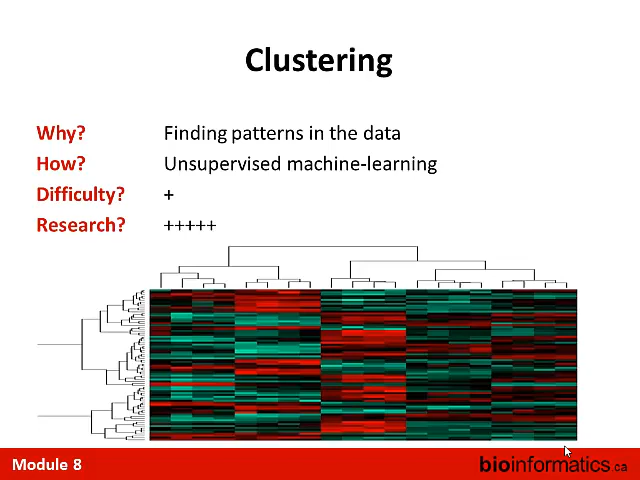 Clustering
Why? Finding patterns in the data
How? Unsupervised machine-learning
Difficulty? +
Research? +++++
Module 8 bioinformatics.ca